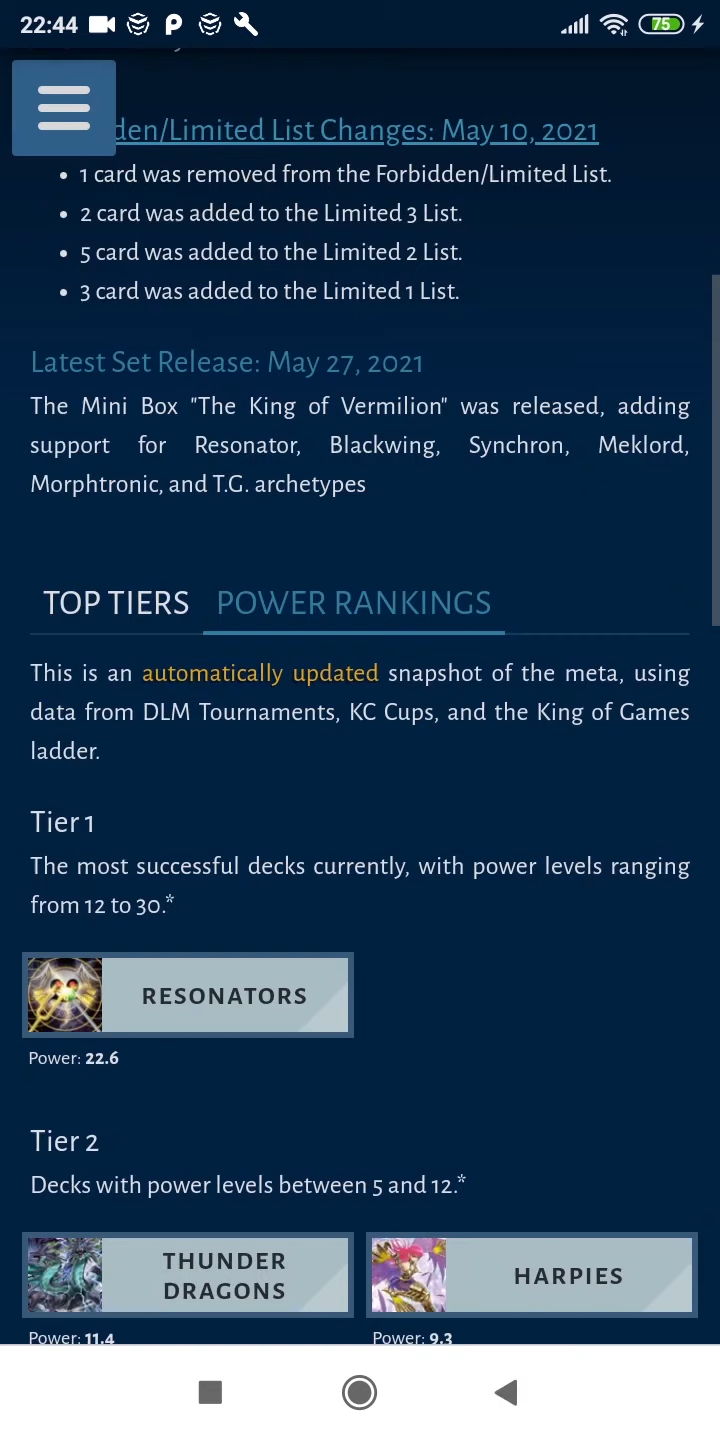 22:44
75
den/Limited List Changes: May 10, 2021
• 1 card was removed from the Forbidden/Limited List.
• 2 card was added to the Limited 3 List.
• 5 card was added to the Limited 2 List.
• 3 card was added to the Limited 1 List.
Latest Set Release: May 27, 2021
The Mini Box "The King of Vermilion" was released, adding
support for Resonator, Blackwing, Synchron, Meklord,
Morphtronic, and T.G. archetypes
TOP TIERS POWER RANKINGS
This is an automatically updated snapshot of the meta, using
data from DLM Tournaments, KC Cups, and the King of Games
ladder.
Tier 1
The most successful decks currently, with power levels ranging
from 12 to 30.*
RESONATORS
Power: 22.6
Tier 2
Decks with power levels between 5 and 12.*
THUNDER
DRAGONS
Power: 11.4
HARPIES
Power: 9.3